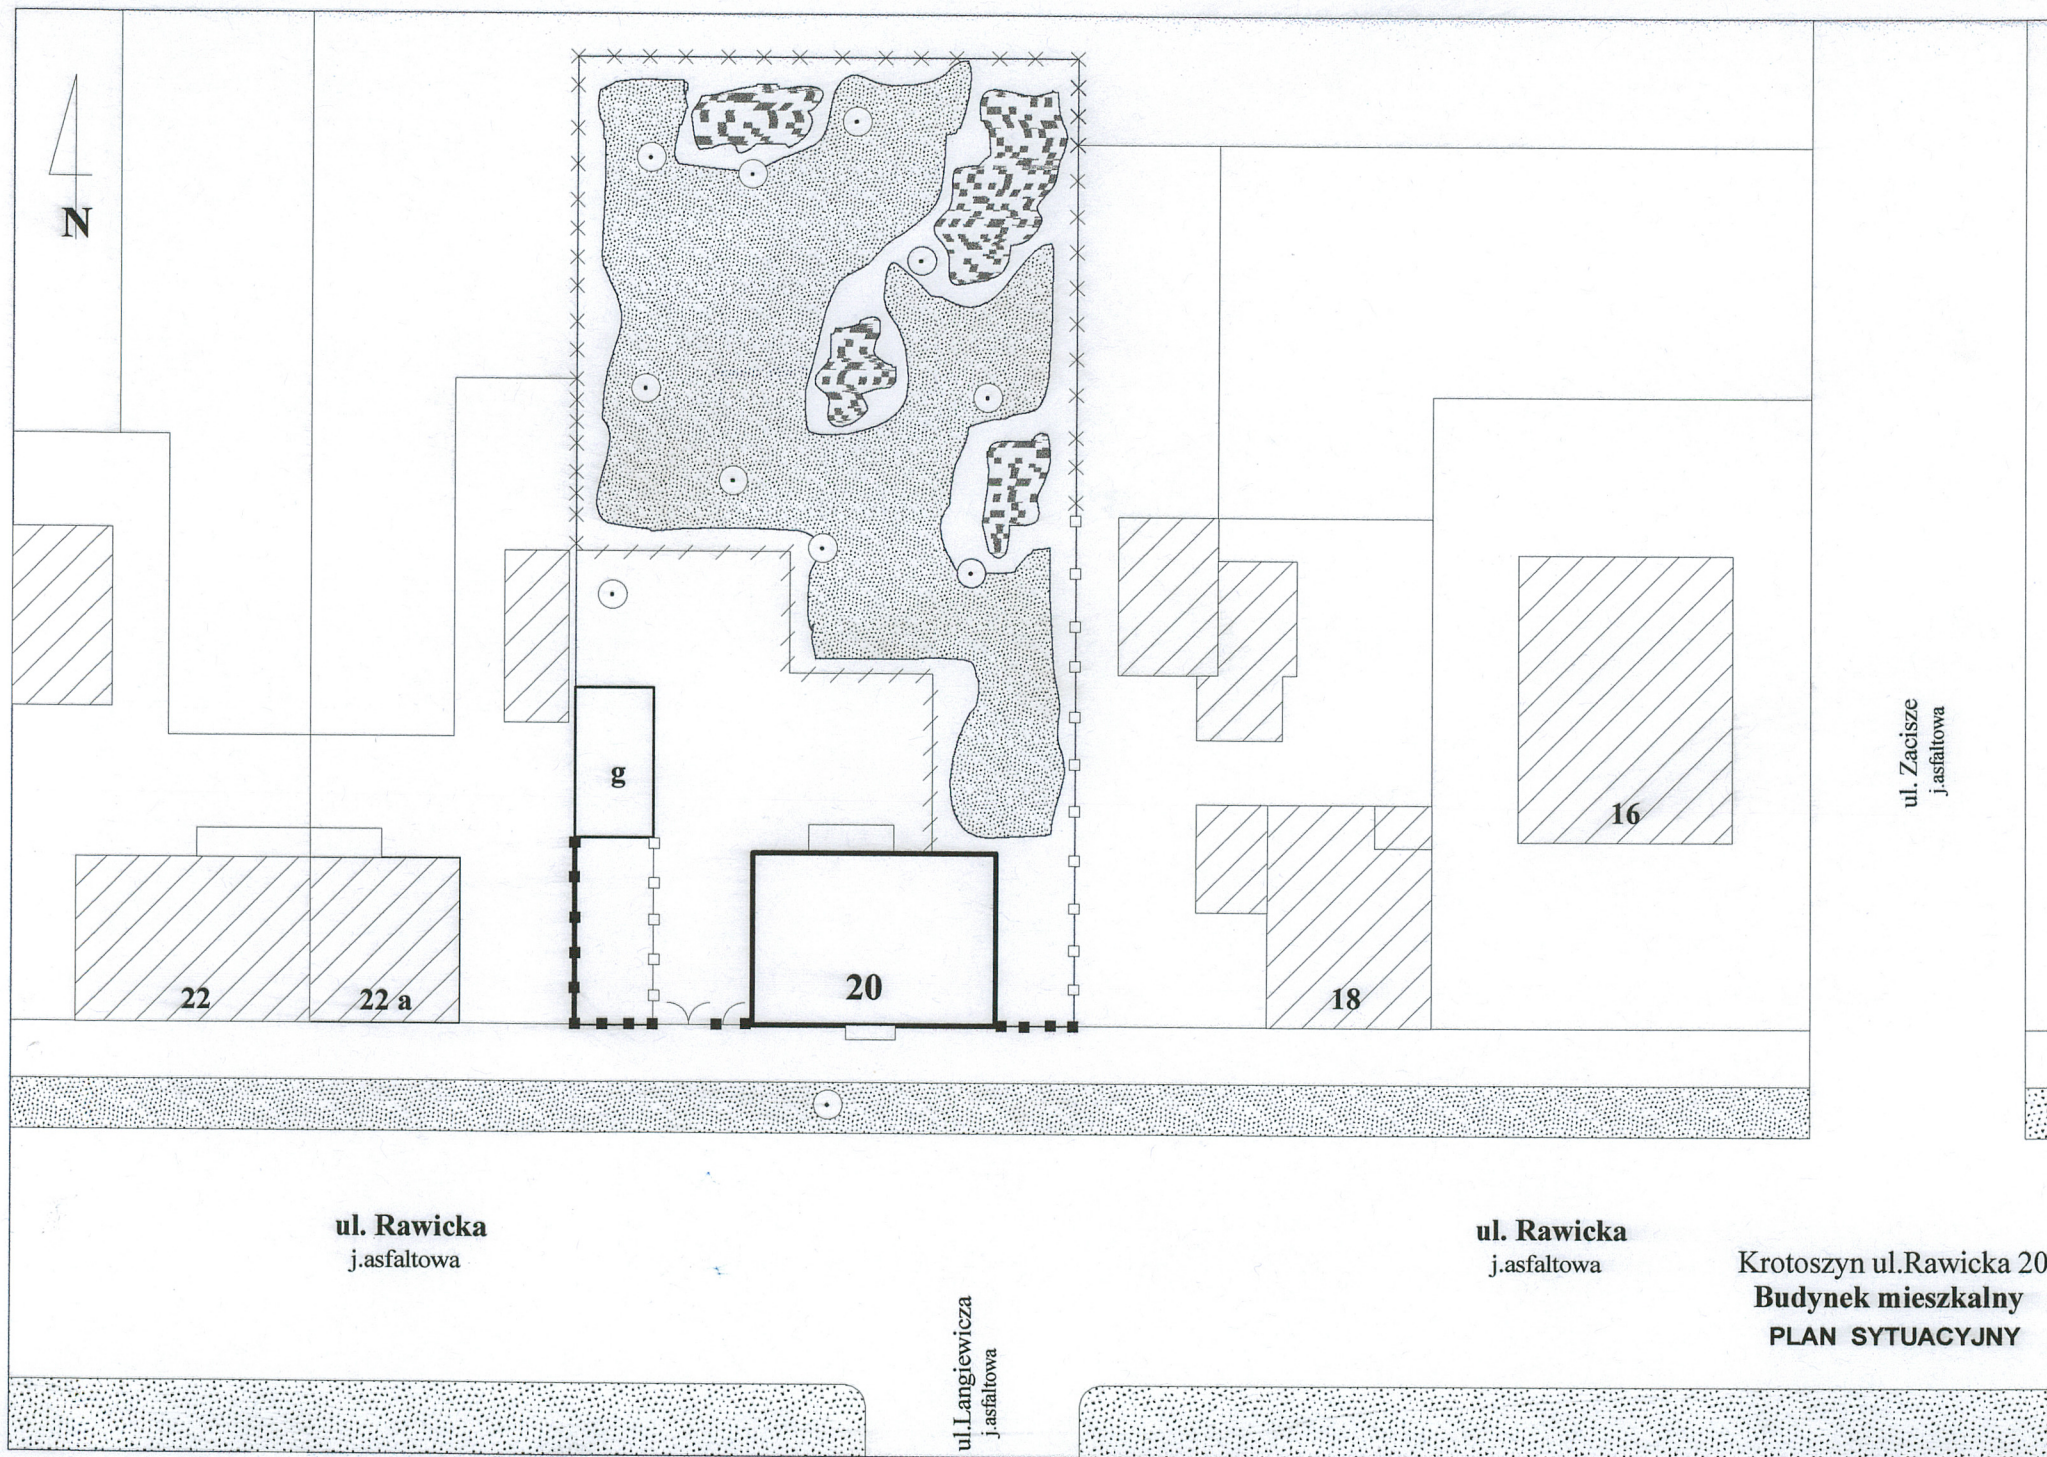 N
g
16
20
22
22 a
18
ul. Zacisze
j.asfaltowa
ul. Rawicka
j.asfaltowa
ul. Rawicka
j.asfaltowa
ul.Langiewicza
j.asfaltowa
Krotoszyn ul.Rawicka 20
Budynek mieszkalny
PLAN SYTUACYJNY